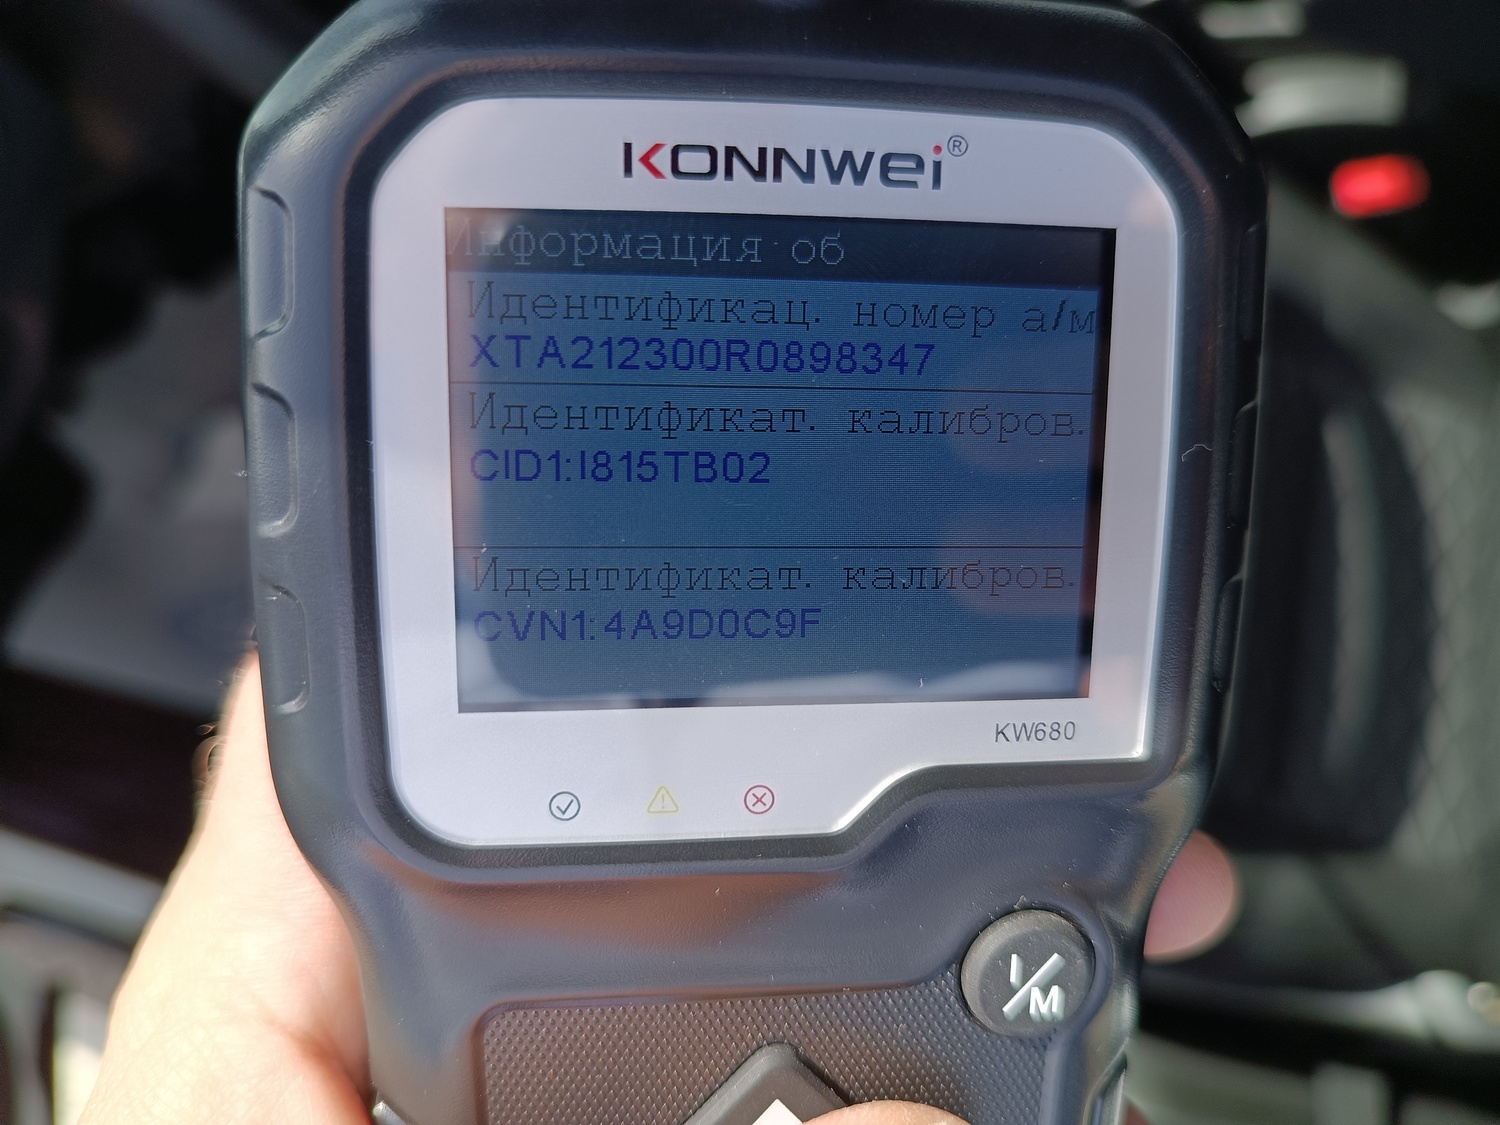 KONNWEI®
Информация об
Идентификац. номер а/м
XTA212300R0898347
Идентификат. калибров.
CID1:I815TB02
Идентификат. калибров.
CVN1:4A9D0C9F
KW680
I/M